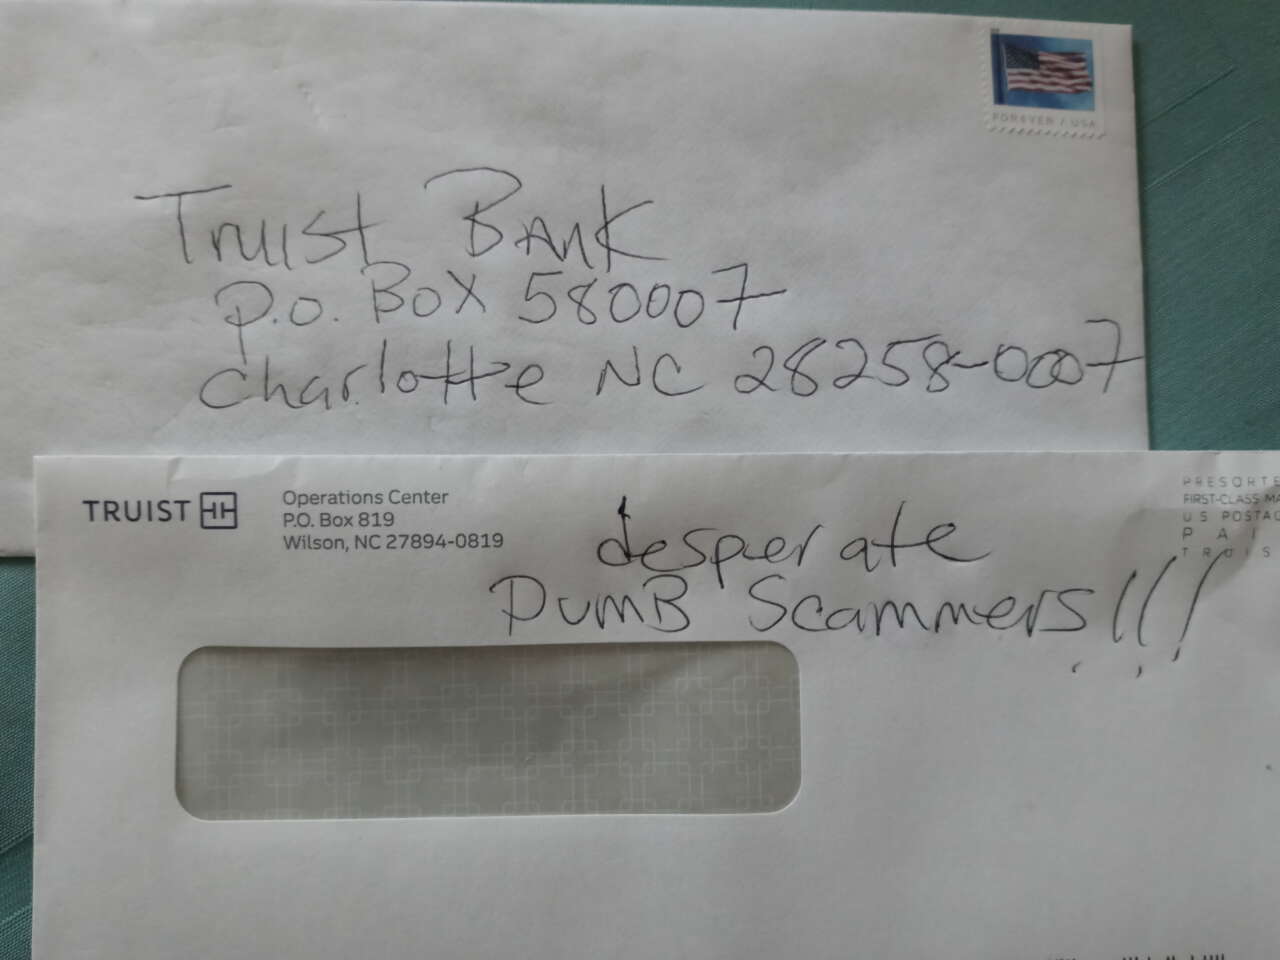 FOREVER / USA
Truist Bank
P.O. Box 580007
Charlotte NC 28258-0007
TRUIST
Operations Center
P.O. Box 819
Wilson, NC 27894-0819
PRESORTE
FIRST-CLASS MA
US POSTAG
PAI
TRUIS
desperate
DumB Scammers!!!